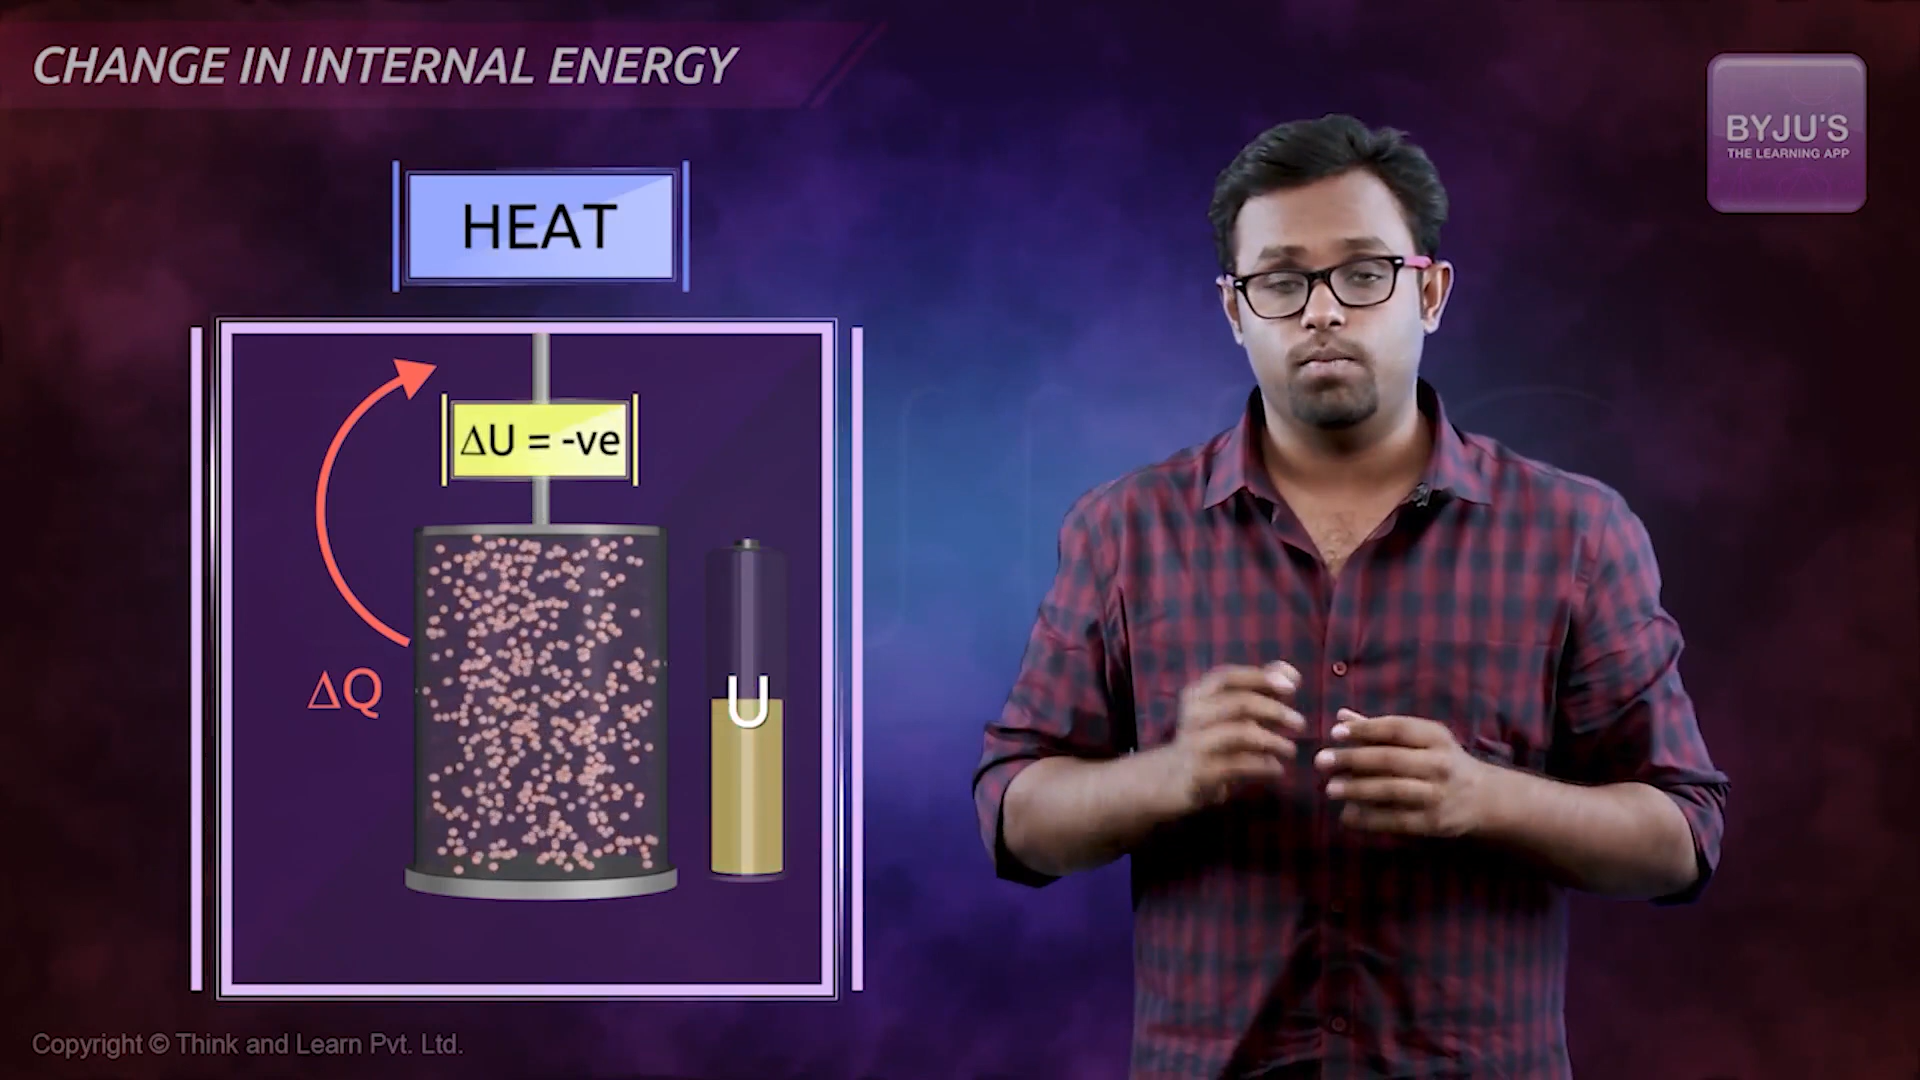 CHANGE IN INTERNAL ENERGY
BYJU'S
THE LEARNING APP
HEAT
ΔU = -ve
ΔQ
U
Copyright © Think and Learn Pvt. Ltd.